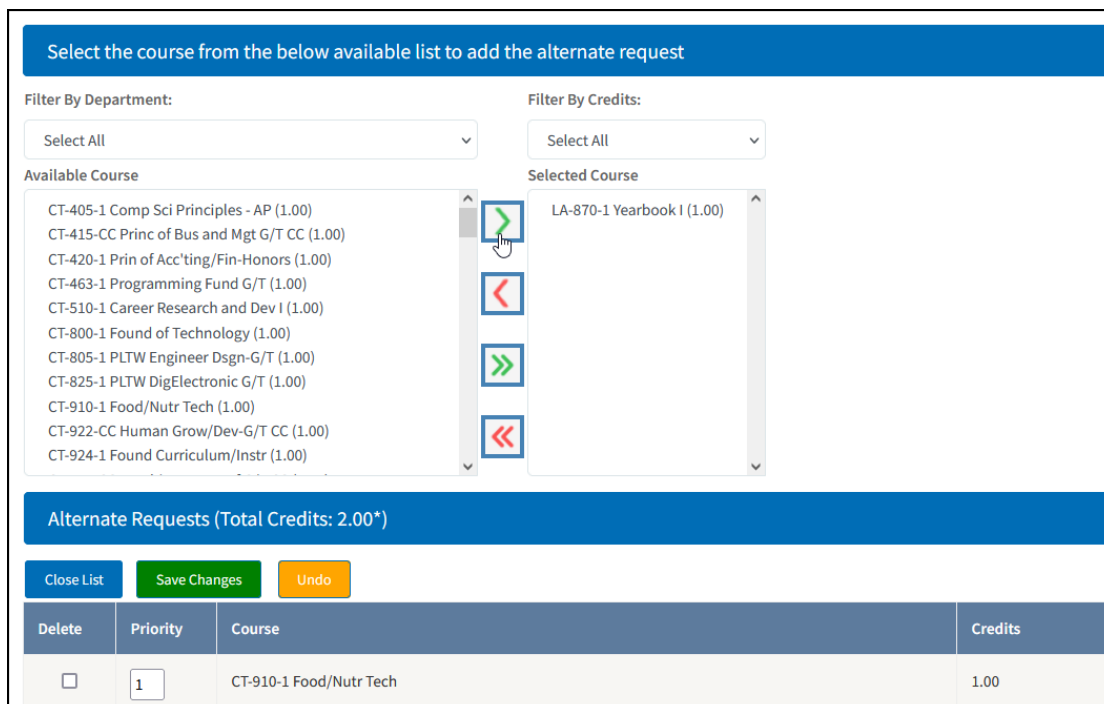 Select the course from the below available list to add the alternate request
Filter By Department:
Filter By Credits:
Select All
Select All
Available Course
Selected Course
CT-405-1 Comp Sci Principles - AP (1.00)
CT-415-CC Princ of Bus and Mgt G/T CC (1.00)
CT-420-1 Prin of Acc'ting/Fin-Honors (1.00)
CT-463-1 Programming Fund G/T (1.00)
CT-510-1 Career Research and Dev I (1.00)
CT-800-1 Found of Technology (1.00)
CT-805-1 PLTW Engineer Dsgn-G/T (1.00)
CT-825-1 PLTW DigElectronic G/T (1.00)
CT-910-1 Food/Nutr Tech (1.00)
CT-922-CC Human Grow/Dev-G/T CC (1.00)
CT-924-1 Found Curriculum/Instr (1.00)
LA-870-1 Yearbook I (1.00)
Alternate Requests (Total Credits: 2.00*)
Close List
Save Changes
Undo
Delete
Priority
Course
Credits
1
CT-910-1 Food/Nutr Tech
1.00